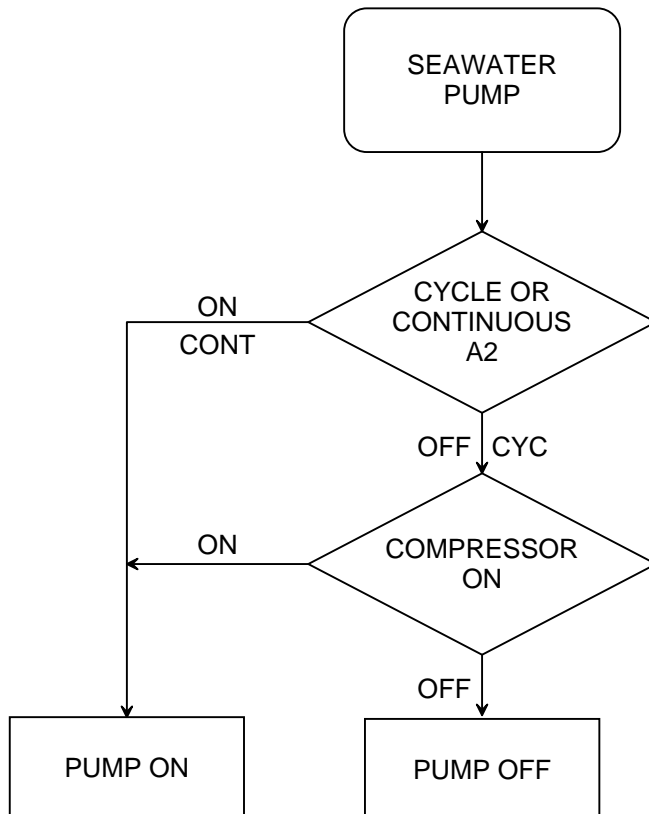 SEAWATER
PUMP
CYCLE OR
CONTINUOUS
A2
ON
CONT
OFF CYC
COMPRESSOR
ON
ON
OFF
PUMP ON
PUMP OFF